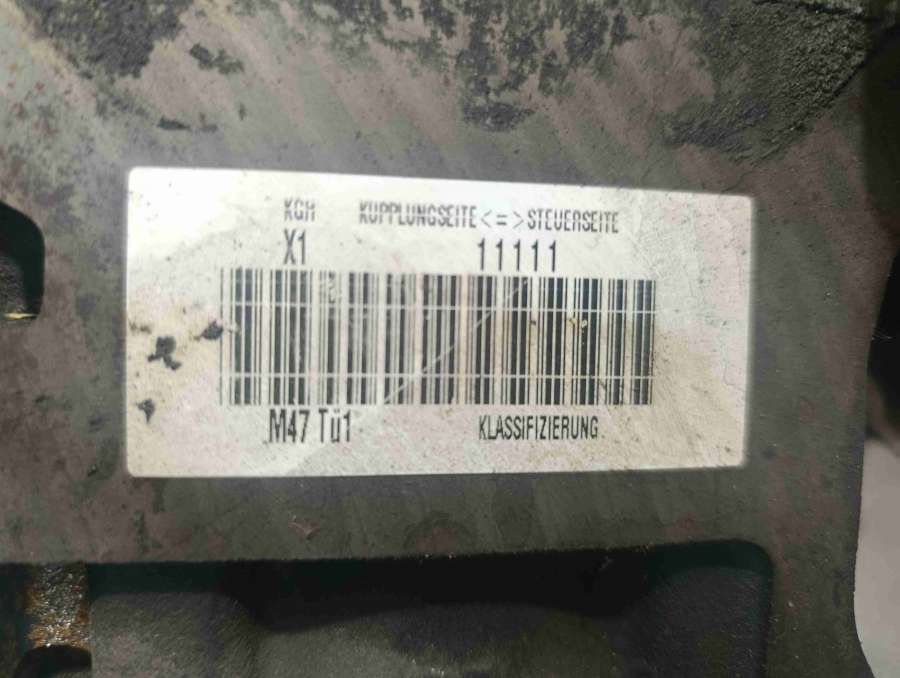 KGH KUPPLUNGSEITE <=> STEUERSEITE
X1 11111
M47 Tü1 KLASSIFIZIERUNG